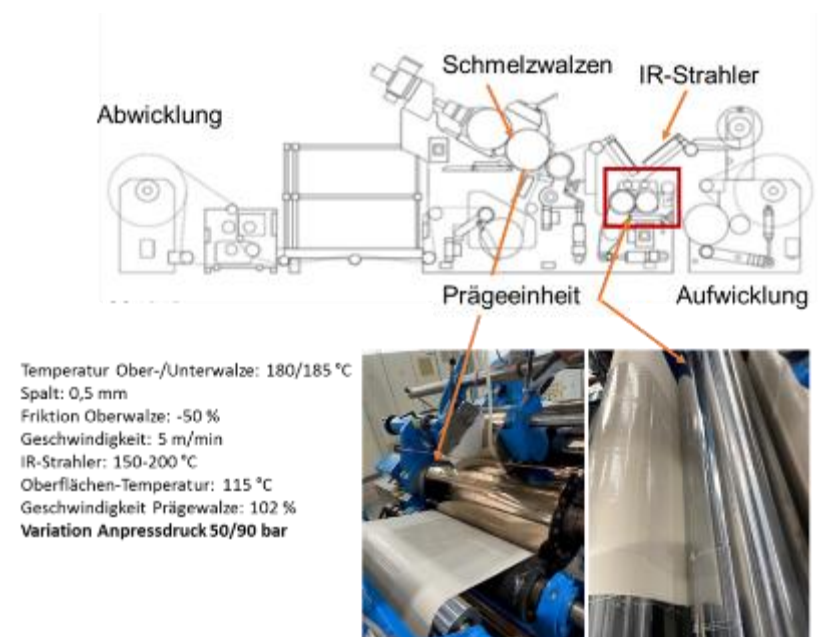 Schmelzwalzen
IR-Strahler
Abwicklung
Prägeeinheit
Aufwicklung
Temperatur Ober-/Unterwalze: 180/185 °C
Spalt: 0,5 mm
Friktion Oberwalze: -50 %
Geschwindigkeit: 5 m/min
IR-Strahler: 150-200 °C
Oberflächen-Temperatur: 115 °C
Geschwindigkeit Prägewalze: 102 %
Variation Anpressdruck 50/90 bar